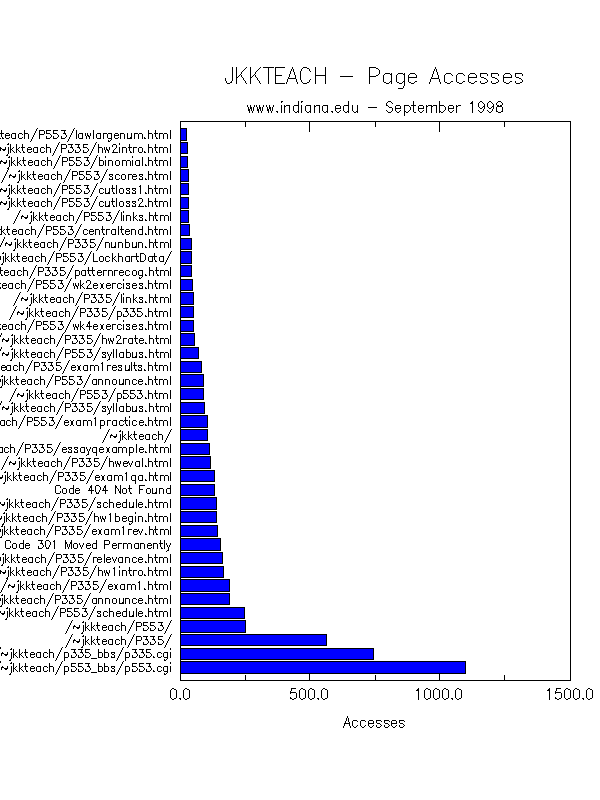 JKKTEACH – Page Accesses
www.indiana.edu – September 1998
teach/P553/lawlargenum.html
~jkkteach/P335/hw2intro.html
~jkkteach/P553/binomial.html
/~jkkteach/P553/scores.html
~jkkteach/P553/cutloss1.html
~jkkteach/P553/cutloss2.html
/~jkkteach/P553/links.html
kkteach/P553/centraltend.html
/~jkkteach/P335/nunbun.html
jkkteach/P553/LockhartData/
teach/P335/patternrecog.html
kteach/P553/wk2exercises.html
/~jkkteach/P335/links.html
/~jkkteach/P335/p335.html
kteach/P553/wk4exercises.html
/~jkkteach/P335/hw2rate.html
/~jkkteach/P553/syllabus.html
each/P335/exam1results.html
~jkkteach/P553/announce.html
/~jkkteach/P553/p553.html
/~jkkteach/P335/syllabus.html
ach/P553/exam1practice.html
/~jkkteach/
ach/P335/essayqexample.html
/~jkkteach/P335/hweval.html
~jkkteach/P335/exam1qa.html
Code 404 Not Found
~jkkteach/P335/schedule.html
~jkkteach/P335/hw1begin.html
~jkkteach/P335/exam1rev.html
Code 301 Moved Permanently
~jkkteach/P335/relevance.html
~jkkteach/P335/hw1intro.html
/~jkkteach/P335/exam1.html
~jkkteach/P335/announce.html
~jkkteach/P553/schedule.html
/~jkkteach/P553/
/~jkkteach/P335/
~jkkteach/p335_bbs/p335.cgi
~jkkteach/p553_bbs/p553.cgi
0.0 500.0 1000.0 1500.0
Accesses